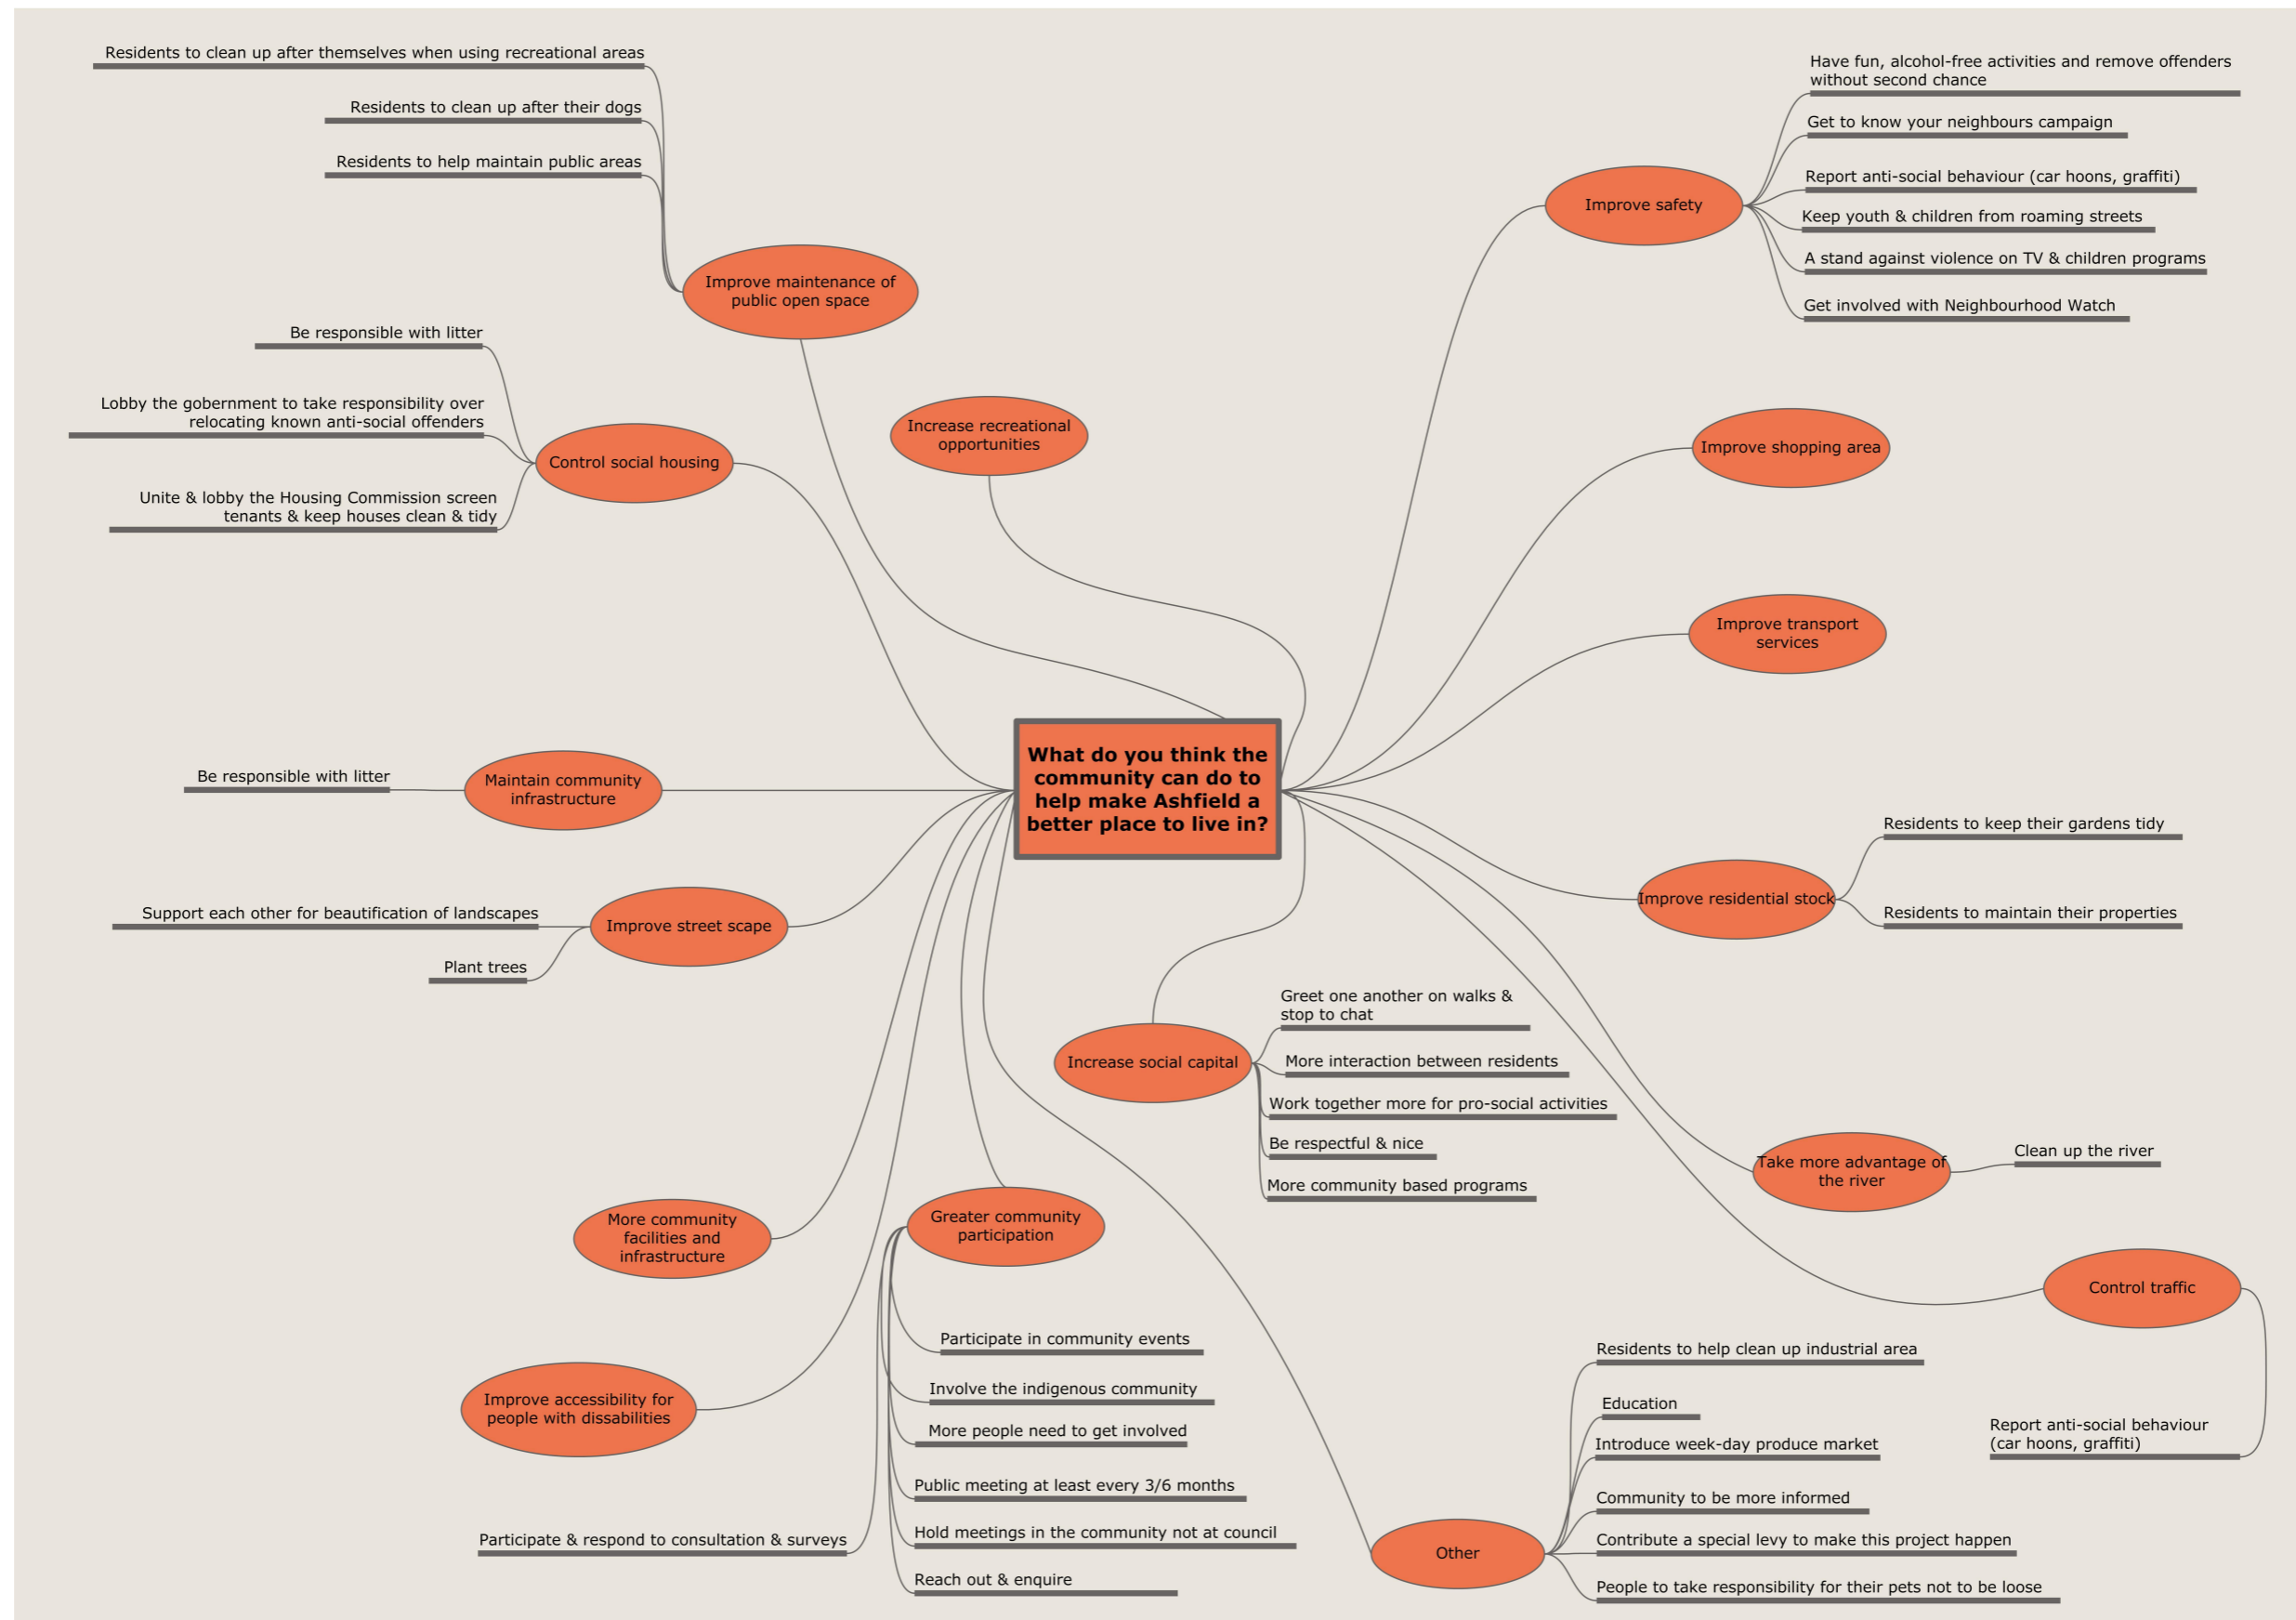 Residents to clean up after themselves when using recreational areas
Residents to clean up after their dogs
Residents to help maintain public areas
Improve maintenance of
public open space
Be responsible with litter
Lobby the gobernment to take responsibility over
relocating known anti-social offenders
Unite & lobby the Housing Commission screen
tenants & keep houses clean & tidy
Control social housing
Increase recreational
opportunities
Have fun, alcohol-free activities and remove offenders
without second chance
Get to know your neighbours campaign
Report anti-social behaviour (car hoons, graffiti)
Keep youth & children from roaming streets
A stand against violence on TV & children programs
Get involved with Neighbourhood Watch
Improve safety
Improve shopping area
Improve transport
services
What do you think the
community can do to
help make Ashfield a
better place to live in?
Be responsible with litter
Maintain community
infrastructure
Support each other for beautification of landscapes
Plant trees
Improve street scape
Improve residential stock
Residents to keep their gardens tidy
Residents to maintain their properties
Increase social capital
Greet one another on walks &
stop to chat
More interaction between residents
Work together more for pro-social activities
Be respectful & nice
More community based programs
Take more advantage of
the river
Clean up the river
More community
facilities and
infrastructure
Greater community
participation
Participate in community events
Involve the indigenous community
More people need to get involved
Public meeting at least every 3/6 months
Hold meetings in the community not at council
Reach out & enquire
Participate & respond to consultation & surveys
Improve accessibility for
people with dissabilities
Control traffic
Report anti-social behaviour
(car hoons, graffiti)
Other
Residents to help clean up industrial area
Education
Introduce week-day produce market
Community to be more informed
Contribute a special levy to make this project happen
People to take responsibility for their pets not to be loose